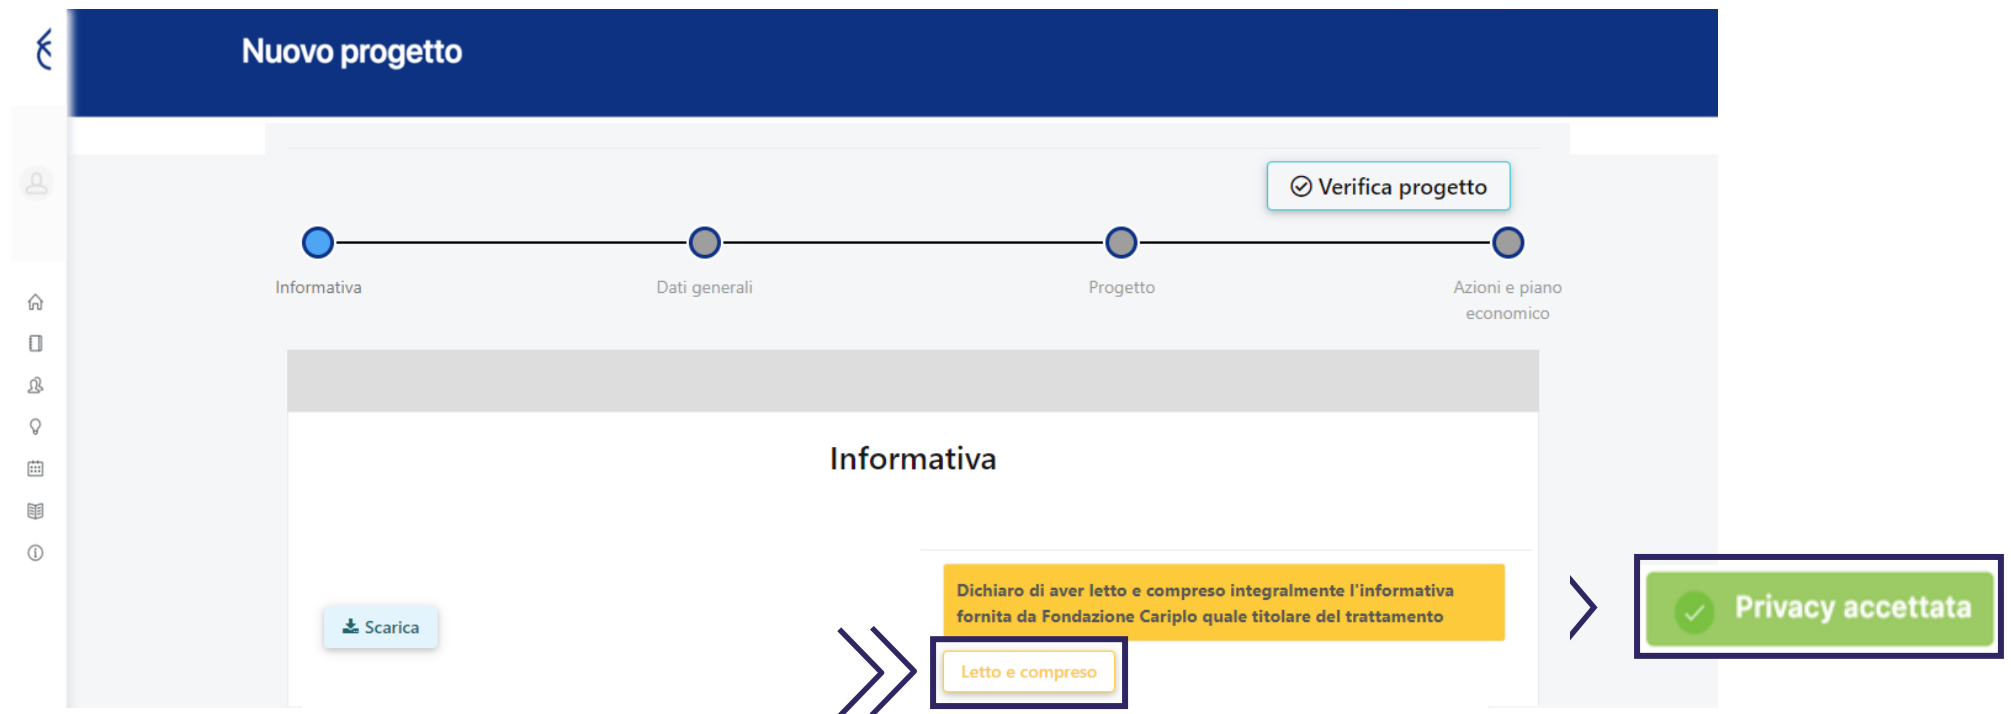 Nuovo progetto
Verifica progetto
Informativa
Dati generali
Progetto
Azioni e piano
economico
Informativa
Dichiaro di aver letto e compreso integralmente l'informativa
fornita da Fondazione Cariplo quale titolare del trattamento
Scarica
Letto e compreso
Privacy accettata